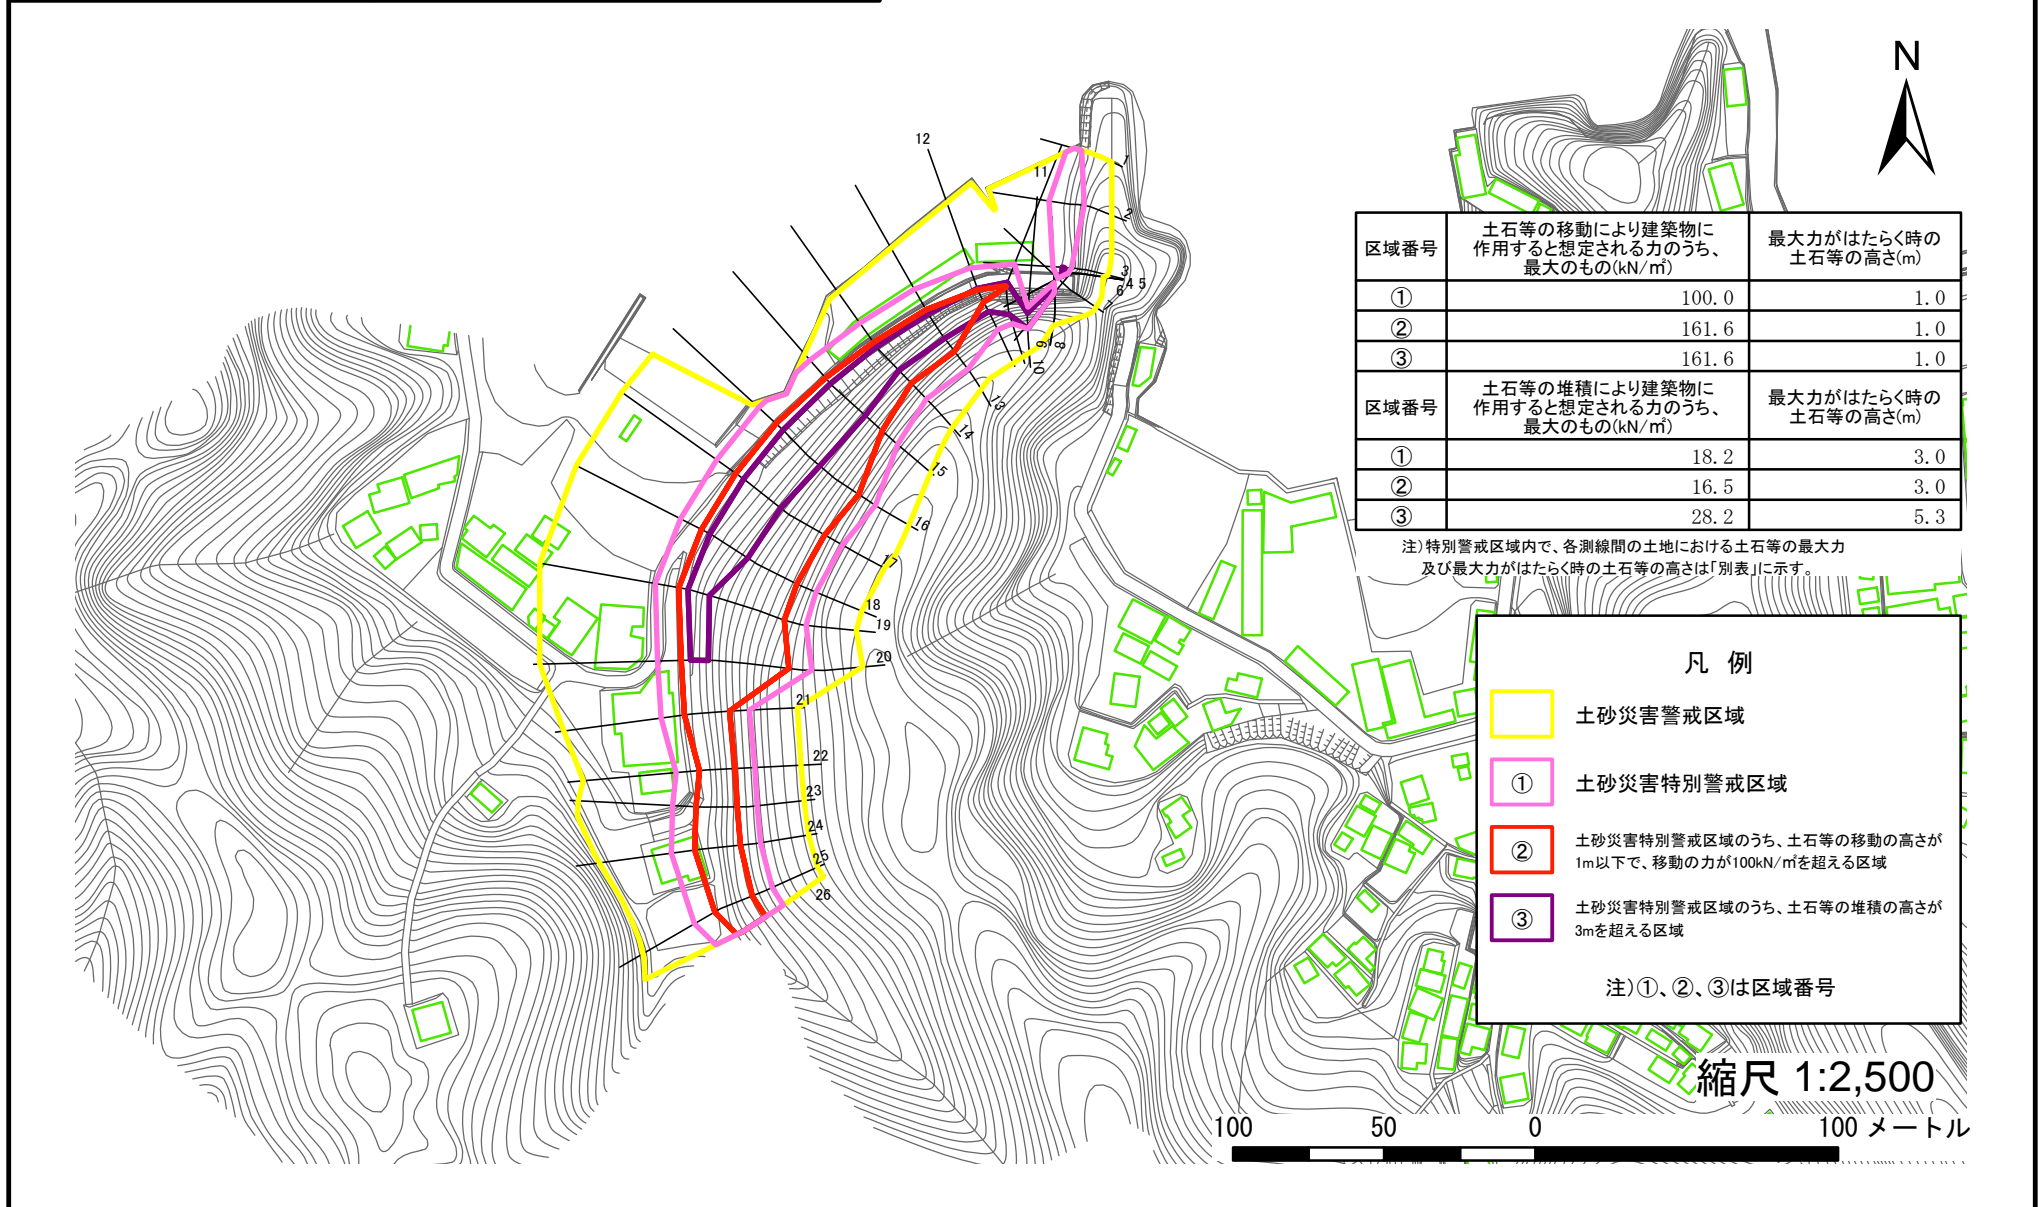 N
区域番号
土石等の移動により建築物に
作用すると想定される力のうち、
最大のもの(kN/㎡)
最大力がはたらく時の
土石等の高さ(m)
① 100.0 1.0
② 161.6 1.0
③ 161.6 1.0
区域番号
土石等の堆積により建築物に
作用すると想定される力のうち、
最大のもの(kN/㎡)
最大力がはたらく時の
土石等の高さ(m)
① 18.2 3.0
② 16.5 3.0
③ 28.2 5.3
注)特別警戒区域内で、各測線間の土地における土石等の最大力
及び最大力がはたらく時の土石等の高さは「別表」に示す。
12
11
1
2
3
4 5
6
7
8
9
10
13
14
15
16
17
18
19
20
21
22
23
24
25
26
凡 例
土砂災害警戒区域
① 土砂災害特別警戒区域
② 土砂災害特別警戒区域のうち、土石等の移動の高さが
1m以下で、移動の力が100kN/㎡を超える区域
③ 土砂災害特別警戒区域のうち、土石等の堆積の高さが
3mを超える区域
注)①、②、③は区域番号
縮尺 1:2,500
100 50 0 100 メートル